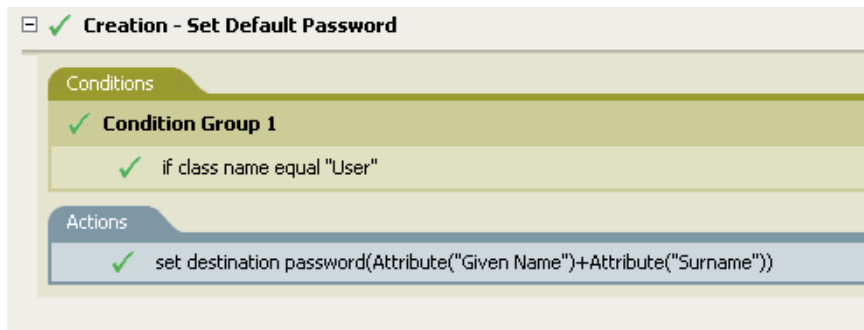 Creation - Set Default Password
Conditions
Condition Group 1
if class name equal "User"
Actions
set destination password(Attribute("Given Name")+Attribute("Surname"))